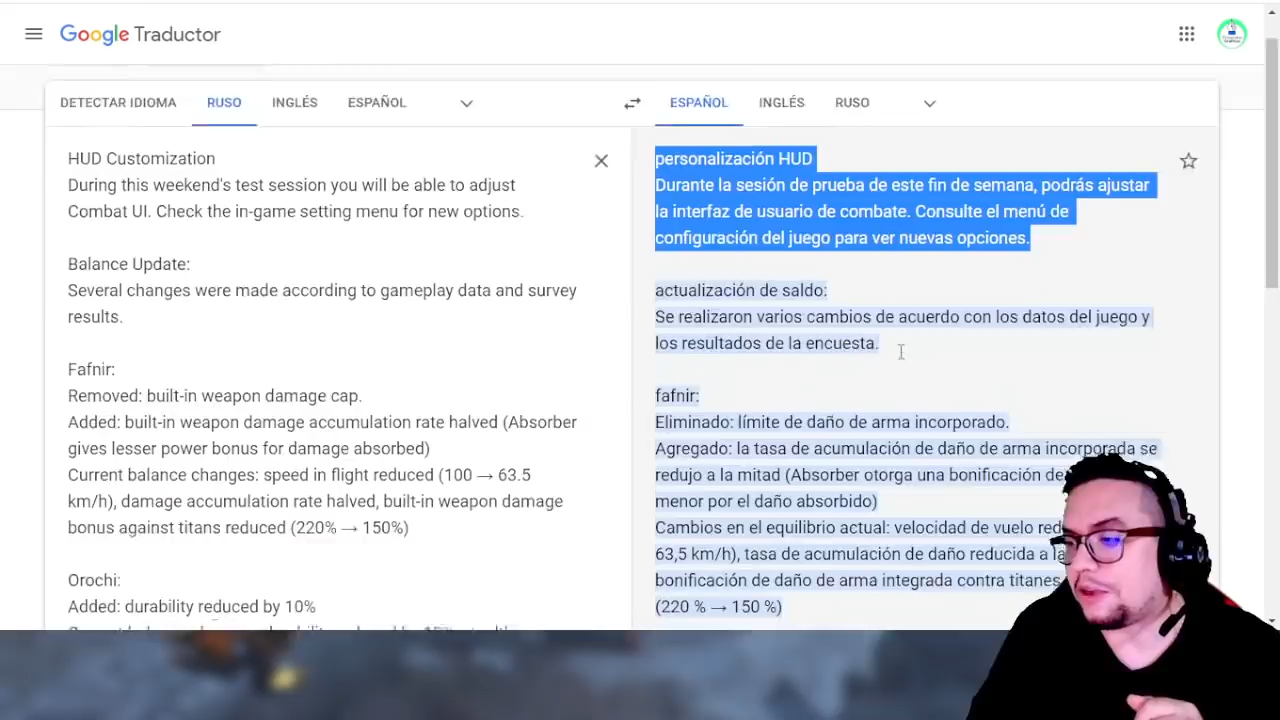 Google Traductor
DETECTAR IDIOMA RUSO INGLÉS ESPAÑOL
ESPAÑOL INGLÉS RUSO
HUD Customization
During this weekend's test session you will be able to adjust
Combat UI. Check the in-game setting menu for new options.
Balance Update:
Several changes were made according to gameplay data and survey
results.
Fafnir:
Removed: built-in weapon damage cap.
Added: built-in weapon damage accumulation rate halved (Absorber
gives lesser power bonus for damage absorbed)
Current balance changes: speed in flight reduced (100 → 63.5
km/h), damage accumulation rate halved, built-in weapon damage
bonus against titans reduced (220% → 150%)
Orochi:
Added: durability reduced by 10%
personalización HUD
Durante la sesión de prueba de este fin de semana, podrás ajustar
la interfaz de usuario de combate. Consulte el menú de
configuración del juego para ver nuevas opciones.
actualización de saldo:
Se realizaron varios cambios de acuerdo con los datos del juego y
los resultados de la encuesta.
fafnir:
Eliminado: límite de daño de arma incorporado.
Agregado: la tasa de acumulación de daño de arma incorporada se
redujo a la mitad (Absorber otorga una bonificación de
menor por el daño absorbido)
Cambios en el equilibrio actual: velocidad de vuelo
63,5 km/h), tasa de acumulación de daño reducida a
bonificación de daño de arma integrada contra titanes
(220 % → 150 %)